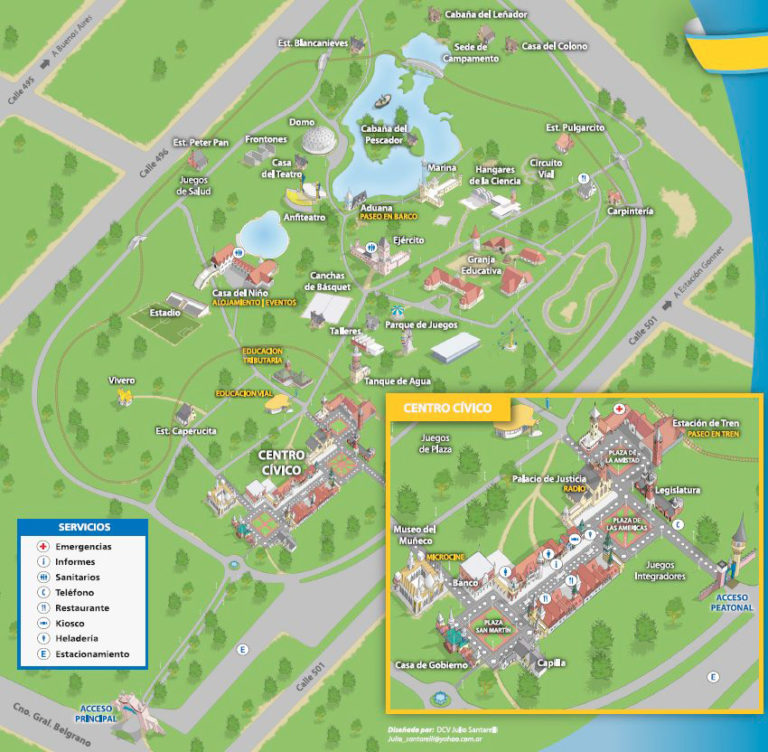 Cabaña del Leñador
A Buenos Aires
Est. Blancanieves
Sede de
Campamento
Casa del Colono
Calle 495
Domo
Cabaña del
Pescador
Est. Pulgarcito
Est. Peter Pan
Frontones
Calle 496
Casa
del Teatro
Marina
Hangares
de la Ciencia
Circuito
Vial
Juegos
de Salud
Anfiteatro
Aduana
PASEO EN BARCO
Carpintería
Ejército
Granja
Educativa
A Estación Gonnet
Casa del Niño
ALOJAMIENTO | EVENTOS
Canchas
de Básquet
Estadio
Talleres
Parque de Juegos
Calle 501
EDUCACION
TRIBUTARIA
Tanque de Agua
Vivero
EDUCACION VIAL
Est. Caperucita
CENTRO
CÍVICO
CENTRO CÍVICO
Juegos
de Plaza
Estación de Tren
PASEO EN TREN
PLAZA DE
LA AMISTAD
Palacio de Justicia
RADIO
Legislatura
PLAZA DE
LAS AMERICAS
Museo del
Muñeco
MICROCINE
Juegos
Integradores
Banco
ACCESO
PEATONAL
PLAZA
SAN MARTÍN
Casa de Gobierno
Capilla
E
SERVICIOS
Emergencias
i Informes
Sanitarios
Teléfono
Restaurante
Kiosco
Heladería
E Estacionamiento
E
Calle 501
ACCESO
PRINCIPAL
Cno. Gral. Belgrano
Diseñado por: DCV Julio Santarelli
Julio_santarelli@yahoo.com.ar